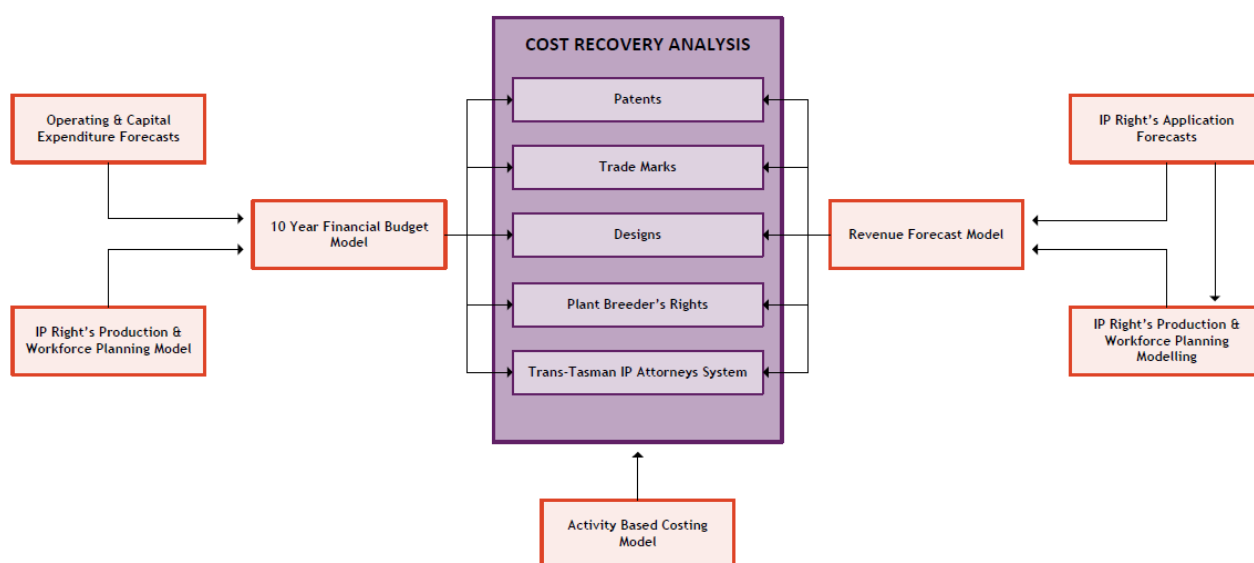 COST RECOVERY ANALYSIS
Patents
Trade Marks
Designs
Plant Breeder's Rights
Trans-Tasman IP Attorneys System
Operating & Capital
Expenditure Forecasts
10 Year Financial Budget
Model
IP Right's Production &
Workforce Planning Model
IP Right's Application
Forecasts
Revenue Forecast Model
IP Right's Production &
Workforce Planning
Modelling
Activity Based Costing
Model